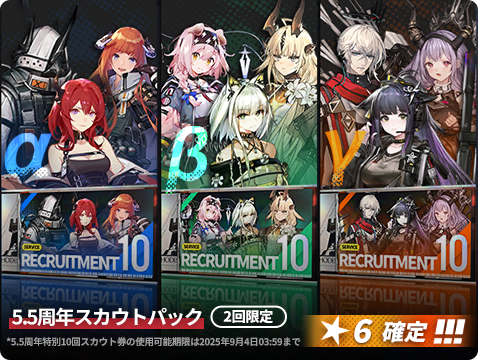 α
β
γ
SERVICE
RECRUITMENT 10
SERVICE
RECRUITMENT 10
SERVICE
RECRUITMENT 10
5.5周年スカウトパック
2回限定
*5.5周年特別10回スカウト券の使用可能期限は2025年9月4日03:59まで
★6 確定!!!